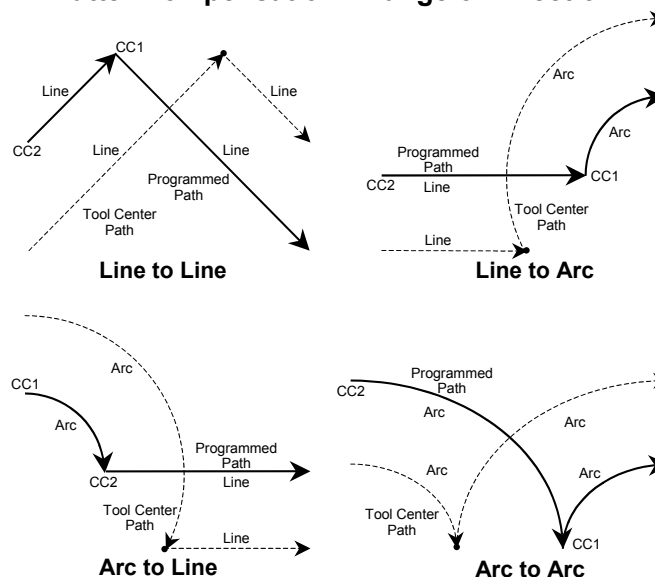 CC1
Line
Line
Line
Line
CC2
Programmed
Path
Tool Center
Path
Line to Line
Arc
Arc
Programmed
Path
CC2
Line
CC1
Tool Center
Path
Line
Line to Arc
Arc
CC1
Arc
Programmed
Path
CC2
Line
Tool Center
Path
Line
Arc to Line
Programmed
Path
CC2
Arc
Arc
Arc
Arc
Tool Center
Path
CC1
Arc to Arc